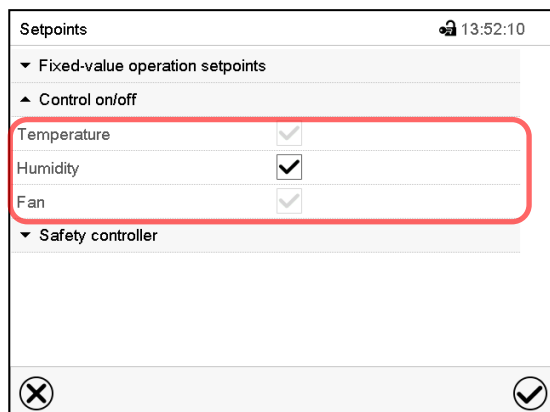 Setpoints 13:52:10
Fixed-value operation setpoints
Control on/off
Temperature
Humidity
Fan
Safety controller